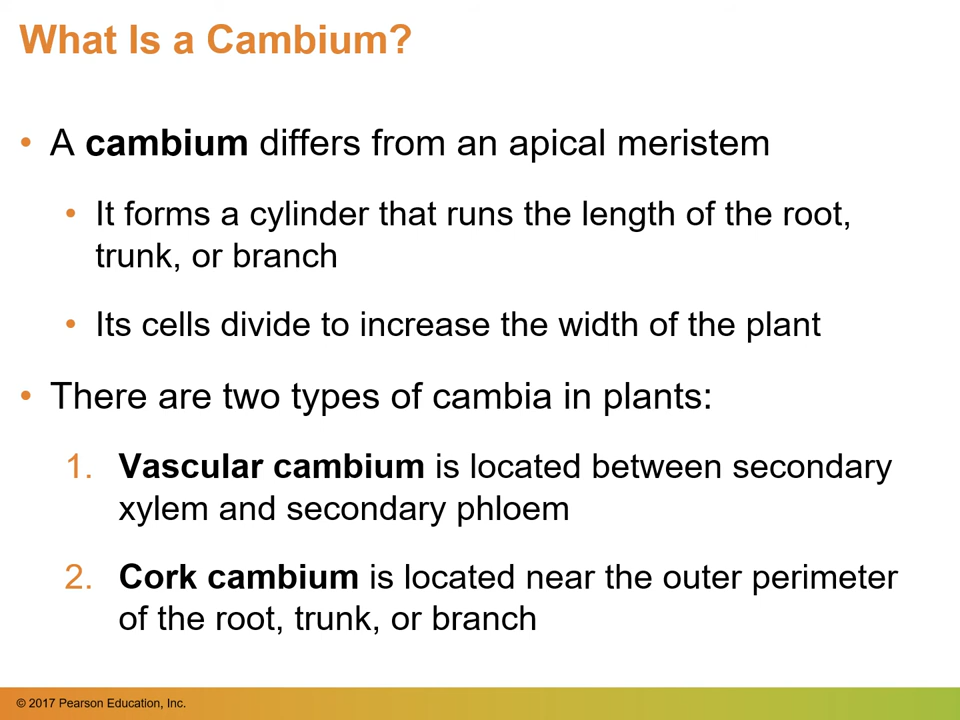 What Is a Cambium?
• A cambium differs from an apical meristem
• It forms a cylinder that runs the length of the root,
trunk, or branch
• Its cells divide to increase the width of the plant
• There are two types of cambia in plants:
1. Vascular cambium is located between secondary
xylem and secondary phloem
2. Cork cambium is located near the outer perimeter
of the root, trunk, or branch
© 2017 Pearson Education, Inc.